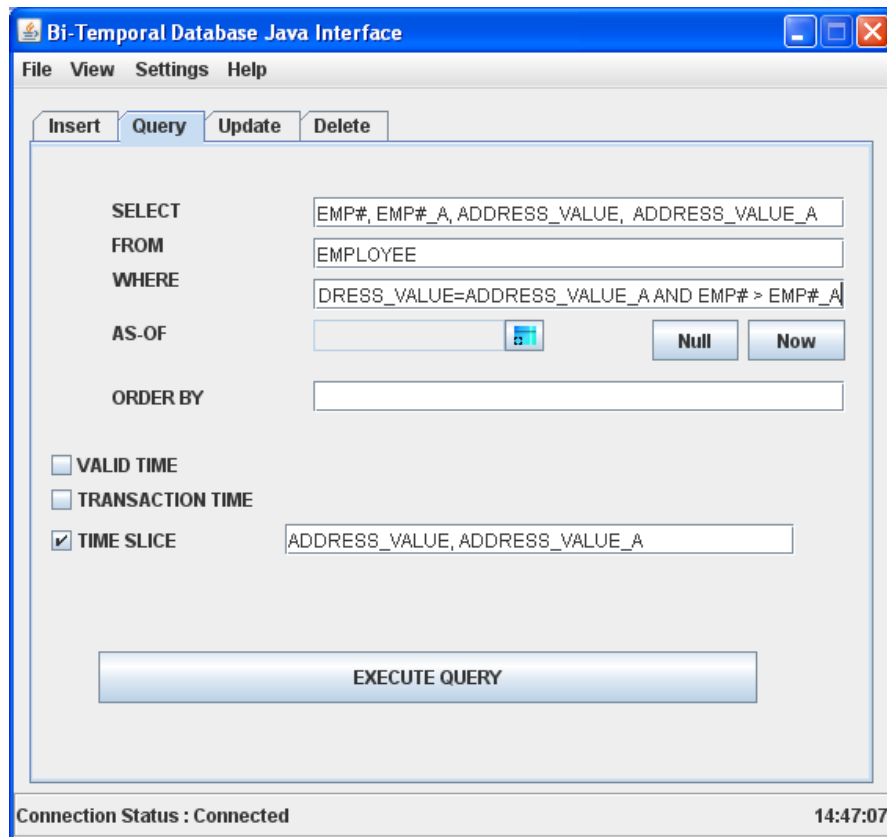 Bi-Temporal Database Java Interface
File View Settings Help
Insert Query Update Delete
SELECT EMP#, EMP#_A, ADDRESS_VALUE, ADDRESS_VALUE_A
FROM EMPLOYEE
WHERE DRESS_VALUE=ADDRESS_VALUE_A AND EMP# > EMP#_A
AS-OF Null Now
ORDER BY
VALID TIME
TRANSACTION TIME
TIME SLICE ADDRESS_VALUE, ADDRESS_VALUE_A
EXECUTE QUERY
Connection Status : Connected 14:47:07